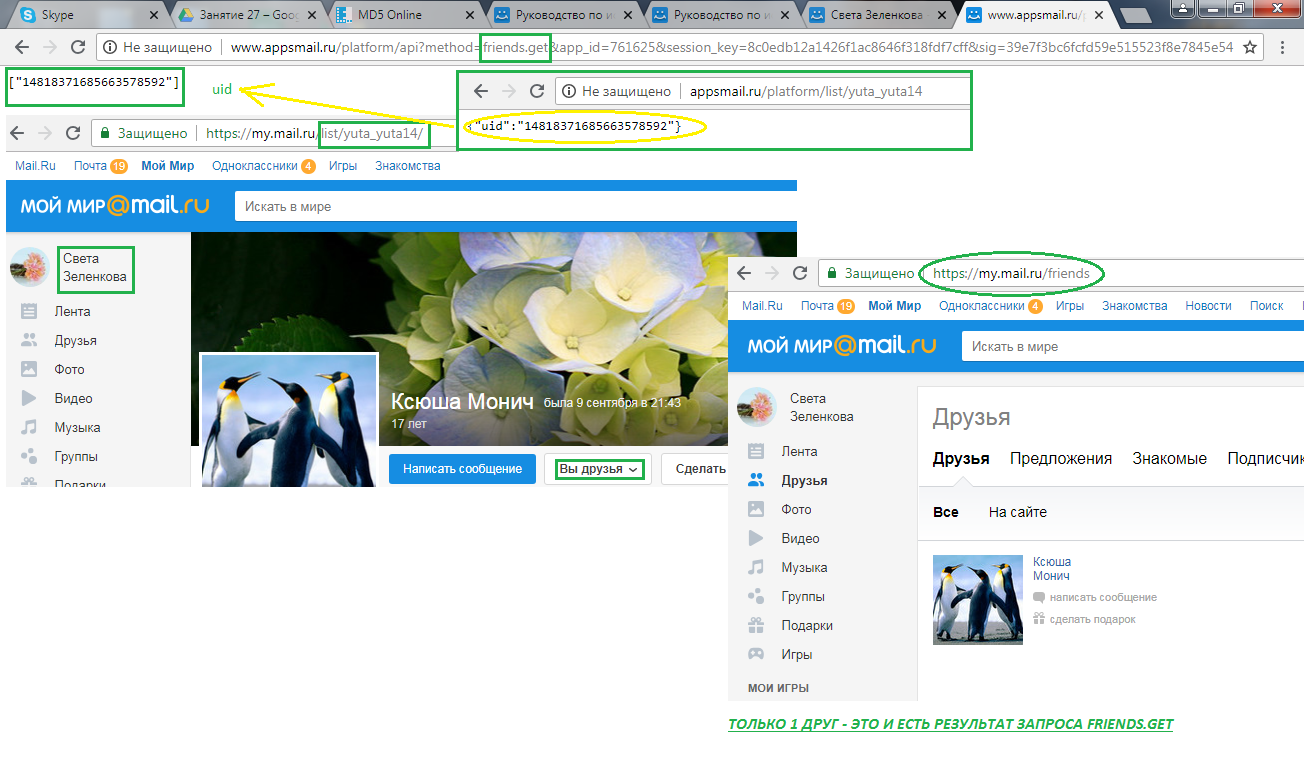 Skype
Занятие 27 – Goo
MD5 Online
Руководство по и
Руководство по и
Света Зеленкова
www.appsmail.ru/p
Не защищено
www.appsmail.ru/platform/api?method=friends.get&app_id=761625&session_key=8c0edb12a1426f1ac8646f318fdf7cff&sig=39e7f3bc6fcfd59e515523f8e7845e54
["14818371685663578592"]
uid
Не защищено
appsmail.ru/platform/list/yuta_yuta14
{"uid":"14818371685663578592"}
Защищено
https://my.mail.ru/list/yuta_yuta14/
Mail.Ru Почта 19 Мой Мир Одноклассники 4 Игры Знакомства
МОЙ МИР@mail.ru
Искать в мире
Света
Зеленкова
Лента
Друзья
Фото
Видео
Музыка
Группы
Подарки
Ксюша Монич была 9 сентября в 21:43
17 лет
Написать сообщение
Вы друзья
Сделать
Защищено
https://my.mail.ru/friends
Mail.Ru Почта 19 Мой Мир Одноклассники 4 Игры Знакомства Новости Поиск
МОЙ МИР@mail.ru
Искать в мире
Света
Зеленкова
Лента
Друзья
Фото
Видео
Музыка
Группы
Подарки
Игры
МОИ ИГРЫ
Друзья
Друзья Предложения Знакомые Подписчик
Все На сайте
Ксюша
Монич
написать сообщение
сделать подарок
ТОЛЬКО 1 ДРУГ - ЭТО И ЕСТЬ РЕЗУЛЬТАТ ЗАПРОСА FRIENDS.GET